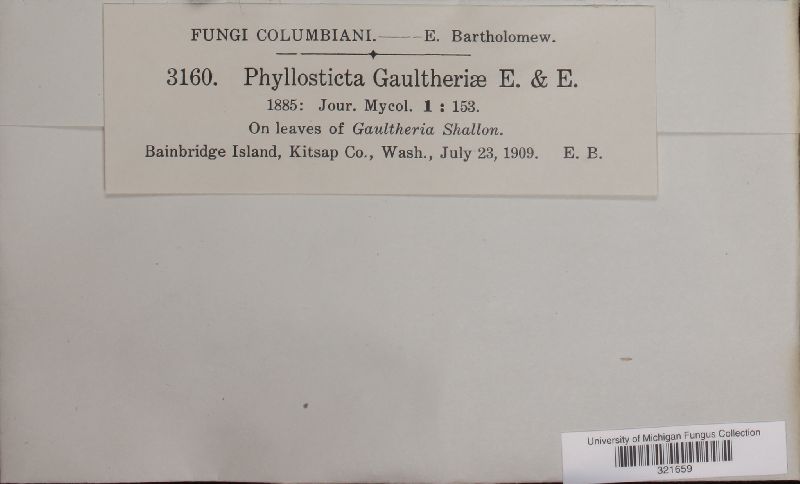 FUNGI COLUMBIANI.——E. Bartholomew.
3160. Phyllosticta Gaultheriæ E. & E.
1885: Jour. Mycol. 1 : 153.
On leaves of Gaultheria Shallon.
Bainbridge Island, Kitsap Co., Wash., July 23, 1909. E. B.
University of Michigan Fungus Collection
321659